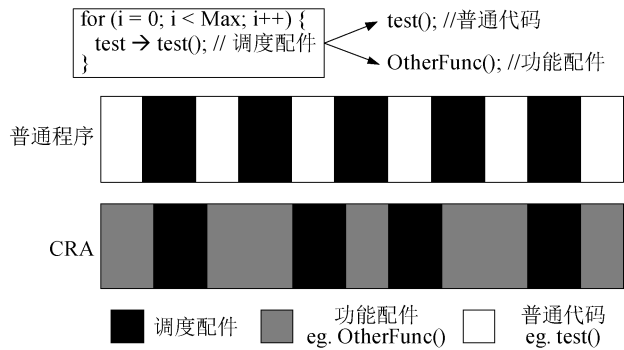 for (i = 0; i < Max; i++) {
test → test(); // 调度配件
}
test(); //普通代码
OtherFunc(); //功能配件
普通程序
CRA
调度配件
功能配件
eg. OtherFunc()
普通代码
eg. test()